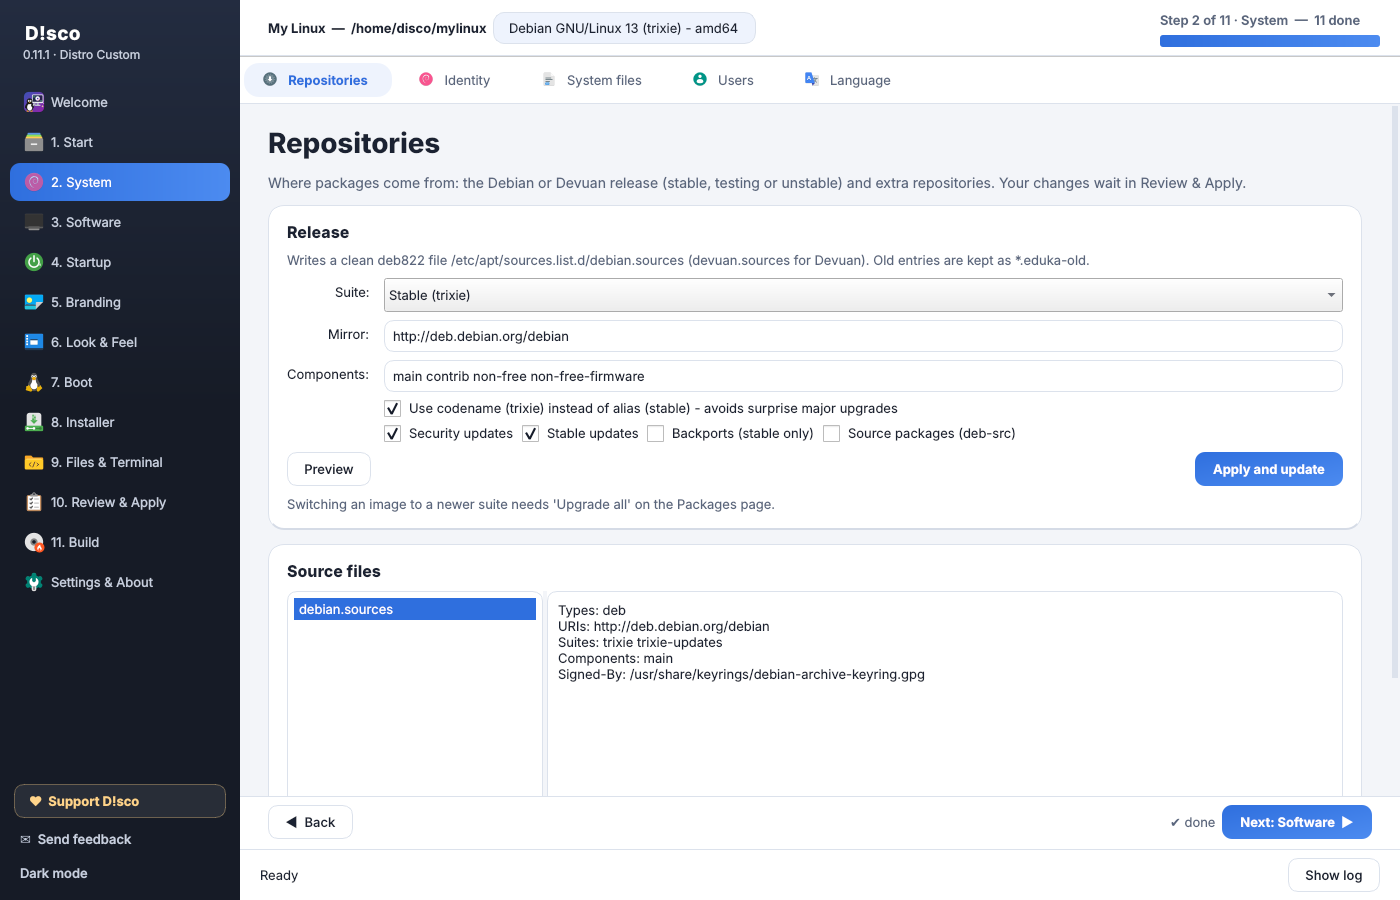 D!sco
0.11.1 · Distro Custom
Welcome
1. Start
2. System
3. Software
4. Startup
5. Branding
6. Look & Feel
7. Boot
8. Installer
9. Files & Terminal
10. Review & Apply
11. Build
Settings & About
Support D!sco
Send feedback
Dark mode
My Linux — /home/disco/mylinux
Debian GNU/Linux 13 (trixie) - amd64
Step 2 of 11 · System — 11 done
Repositories
Identity
System files
Users
Language
Repositories
Where packages come from: the Debian or Devuan release (stable, testing or unstable) and extra repositories. Your changes wait in Review & Apply.
Release
Writes a clean deb822 file /etc/apt/sources.list.d/debian.sources (devuan.sources for Devuan). Old entries are kept as *.eduka-old.
Suite: Stable (trixie)
Mirror: http://deb.debian.org/debian
Components: main contrib non-free non-free-firmware
Use codename (trixie) instead of alias (stable) - avoids surprise major upgrades
Security updates Stable updates Backports (stable only) Source packages (deb-src)
Preview
Apply and update
Switching an image to a newer suite needs 'Upgrade all' on the Packages page.
Source files
debian.sources
Types: deb
URIs: http://deb.debian.org/debian
Suites: trixie trixie-updates
Components: main
Signed-By: /usr/share/keyrings/debian-archive-keyring.gpg
◀ Back
✔ done
Next: Software ▶
Ready
Show log